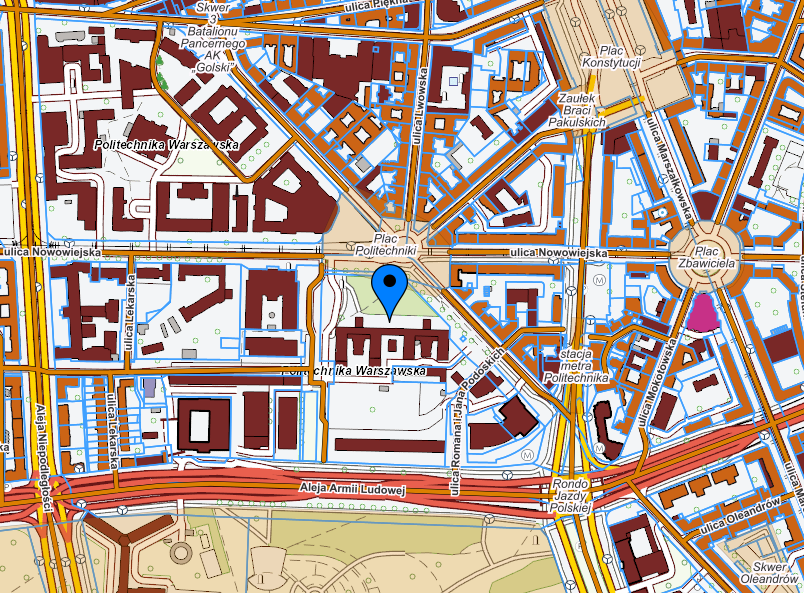 ulica Piękna
Skwer
3
Batalionu
Pancernego
AK
„Golski”
Plac
Konstytucji
Zaułek
Braci
Pakulskich
ulica Lwowska
ulica Marszałkowska
Politechnika Warszawska
Plac
Politechniki
ulica Nowowiejska
ulica Nowowiejska
Plac
Zbawiciela
ulica Lekarska
stacja
metra
Politechnika
ulica Mokotowska
Politechnika Warszawska
ulica Romana i Jana Podoskich
ulica Lekarska
Aleja Niepodległości
Aleja Armii Ludowej
Rondo
Jazdy
Polskiej
ulica Oleandrów
Skwer
Oleandrów